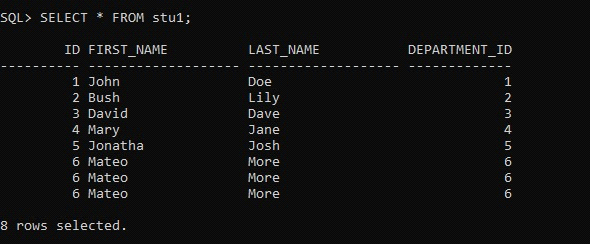 SQL> SELECT * FROM stu1;
ID FIRST_NAME LAST_NAME DEPARTMENT_ID
---------- ------------------- ------------------- -------------
1 John Doe 1
2 Bush Lily 2
3 David Dave 3
4 Mary Jane 4
5 Jonatha Josh 5
6 Mateo More 6
6 Mateo More 6
6 Mateo More 6
8 rows selected.